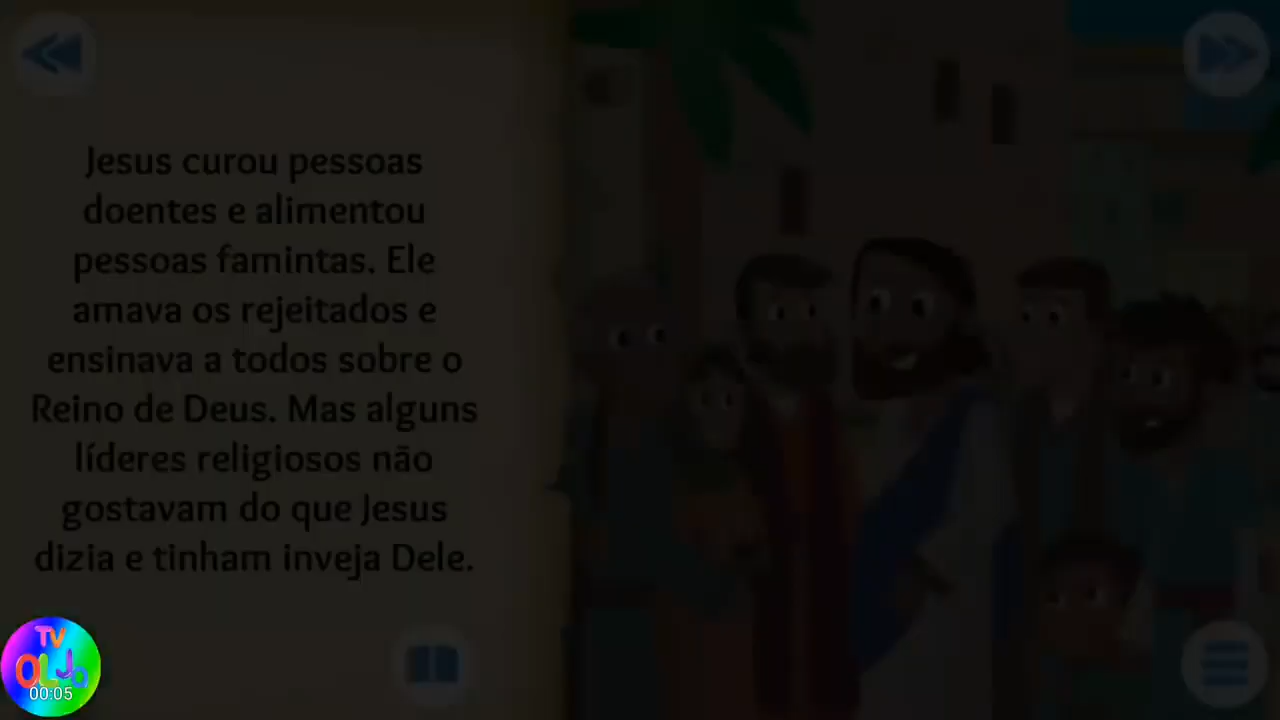 Jesus curou pessoas
doentes e alimentou
pessoas famintas. Ele
amava os rejeitados e
ensinava a todos sobre o
Reino de Deus. Mas alguns
líderes religiosos não
gostavam do que Jesus
dizia e tinham inveja Dele.
TV
OLJO
00:05